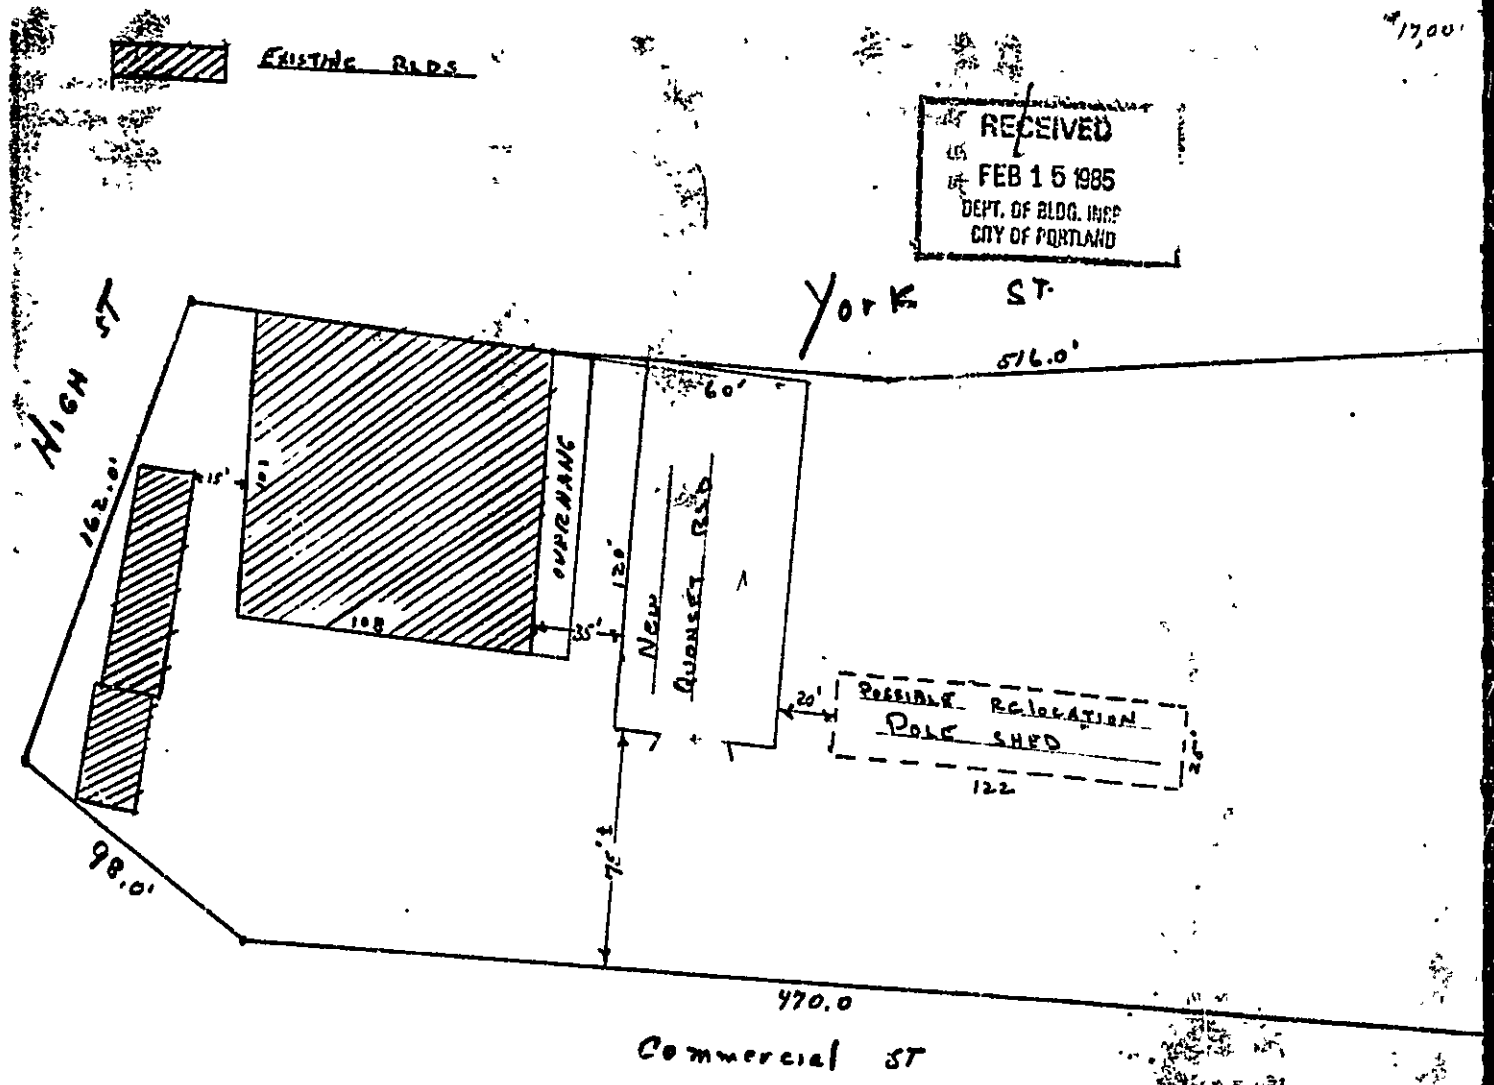 EXISTING BLDS
RECEIVED
FEB 15 1985
DEPT. OF BLDG. INSP
CITY OF PORTLAND
York ST.
HIGH ST
516.0'
60'
162.0'
15'
101
OVERHANG
120'
NEW
QUONSET BLD
108
35'
20'
POSSIBLE RELOCATION
POLE SHED
122
75'±
98.0'
470.0
Commercial ST